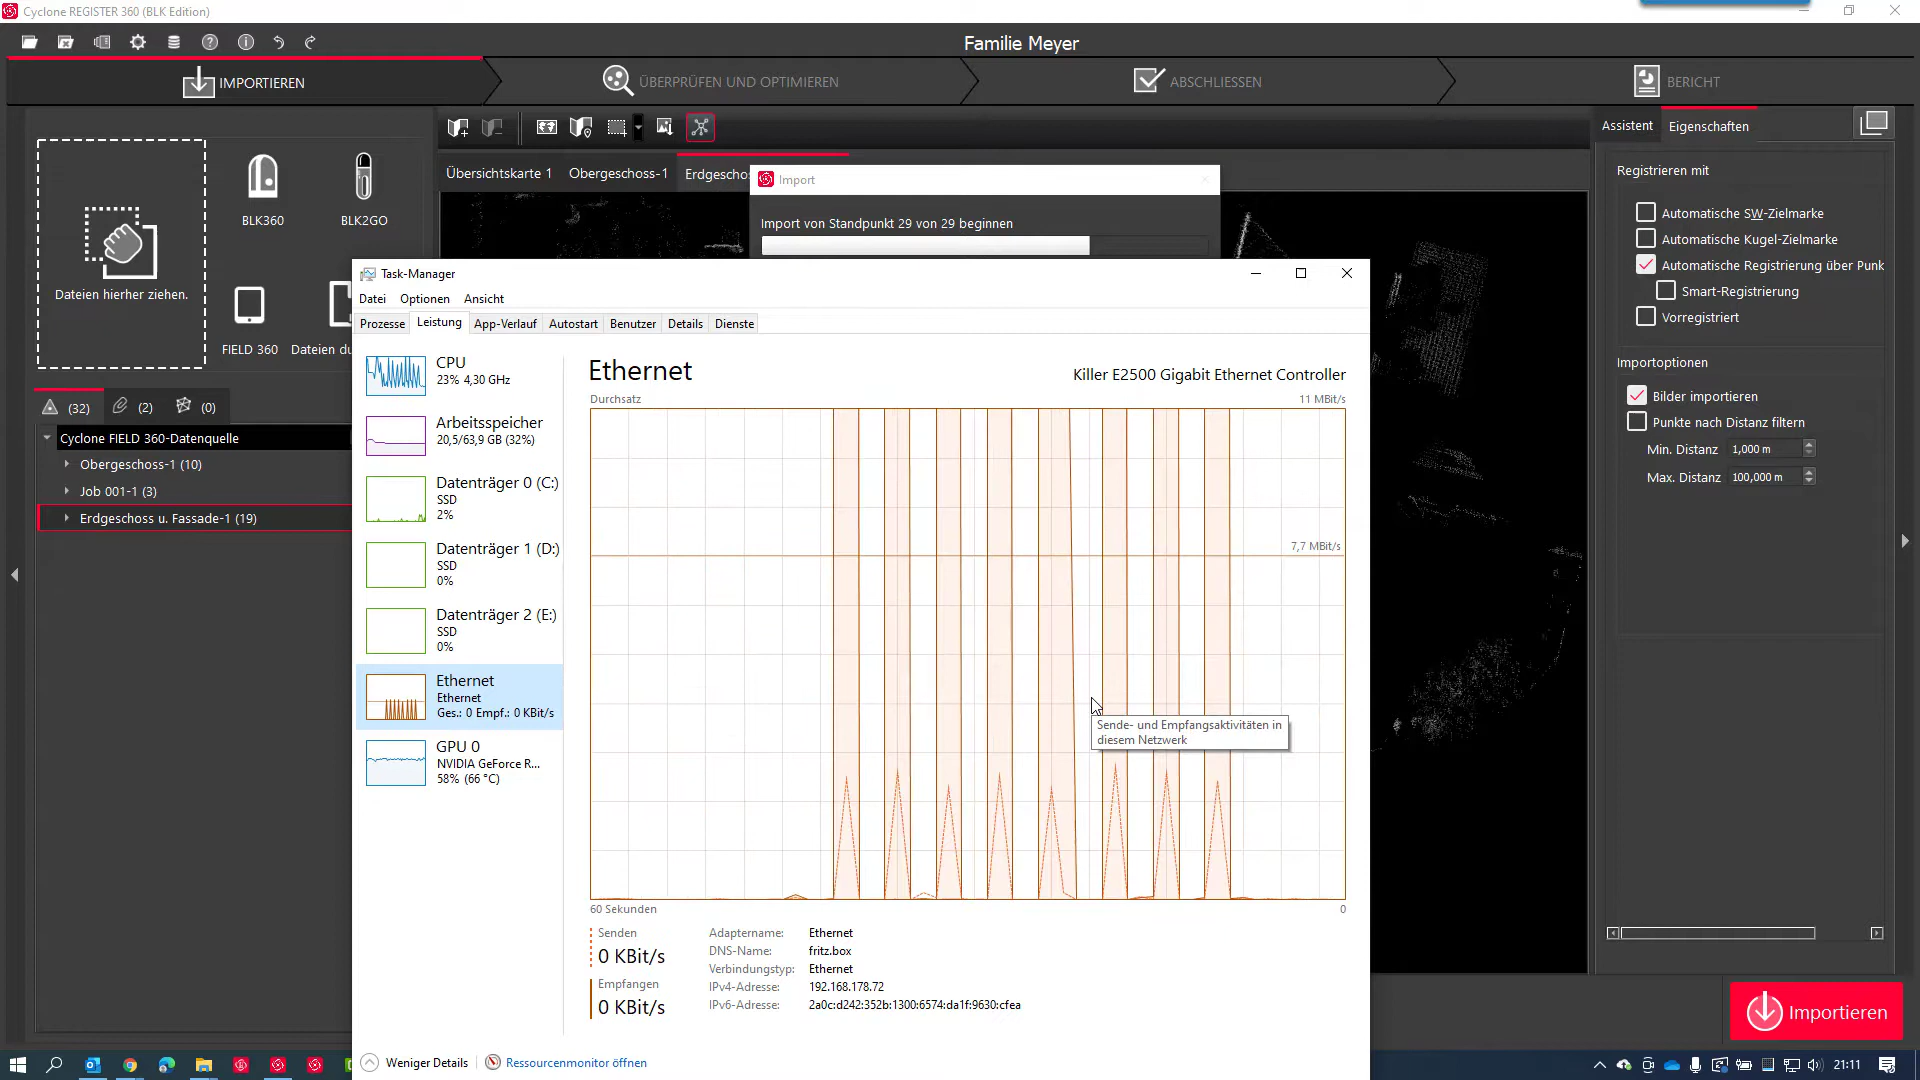 Cyclone REGISTER 360 (BLK Edition)
Familie Meyer
IMPORTIEREN
ÜBERPRÜFEN UND OPTIMIEREN
ABSCHLIESSEN
BERICHT
Dateien hierher ziehen.
BLK360
BLK2GO
FIELD 360
Dateien du
(32)
(2)
(0)
Cyclone FIELD 360-Datenquelle
Obergeschoss-1 (10)
Job 001-1 (3)
Erdgeschoss u. Fassade-1 (19)
Übersichtskarte 1
Obergeschoss-1
Erdgescho
Import
Import von Standpunkt 29 von 29 beginnen
Task-Manager
Datei
Optionen
Ansicht
Prozesse
Leistung
App-Verlauf
Autostart
Benutzer
Details
Dienste
CPU
23% 4,30 GHz
Arbeitsspeicher
20,5/63,9 GB (32%)
Datenträger 0 (C:)
SSD
2%
Datenträger 1 (D:)
SSD
0%
Datenträger 2 (E:)
SSD
0%
Ethernet
Ethernet
Ges.: 0 Empf.: 0 KBit/s
GPU 0
NVIDIA GeForce R...
58% (66 °C)
Ethernet
Killer E2500 Gigabit Ethernet Controller
Durchsatz
11 MBit/s
7,7 MBit/s
Sende- und Empfangsaktivitäten in
diesem Netzwerk
60 Sekunden
0
Senden
0 KBit/s
Empfangen
0 KBit/s
Adaptername: Ethernet
DNS-Name: fritz.box
Verbindungstyp: Ethernet
IPv4-Adresse: 192.168.178.72
IPv6-Adresse: 2a0c:d242:352b:1300:6574:da1f:9630:cfea
Weniger Details
Ressourcenmonitor öffnen
Assistent
Eigenschaften
Registrieren mit
Automatische SW-Zielmarke
Automatische Kugel-Zielmarke
Automatische Registrierung über Punk
Smart-Registrierung
Vorregistriert
Importoptionen
Bilder importieren
Punkte nach Distanz filtern
Min. Distanz 1,000 m
Max. Distanz 100,000 m
Importieren
21:11